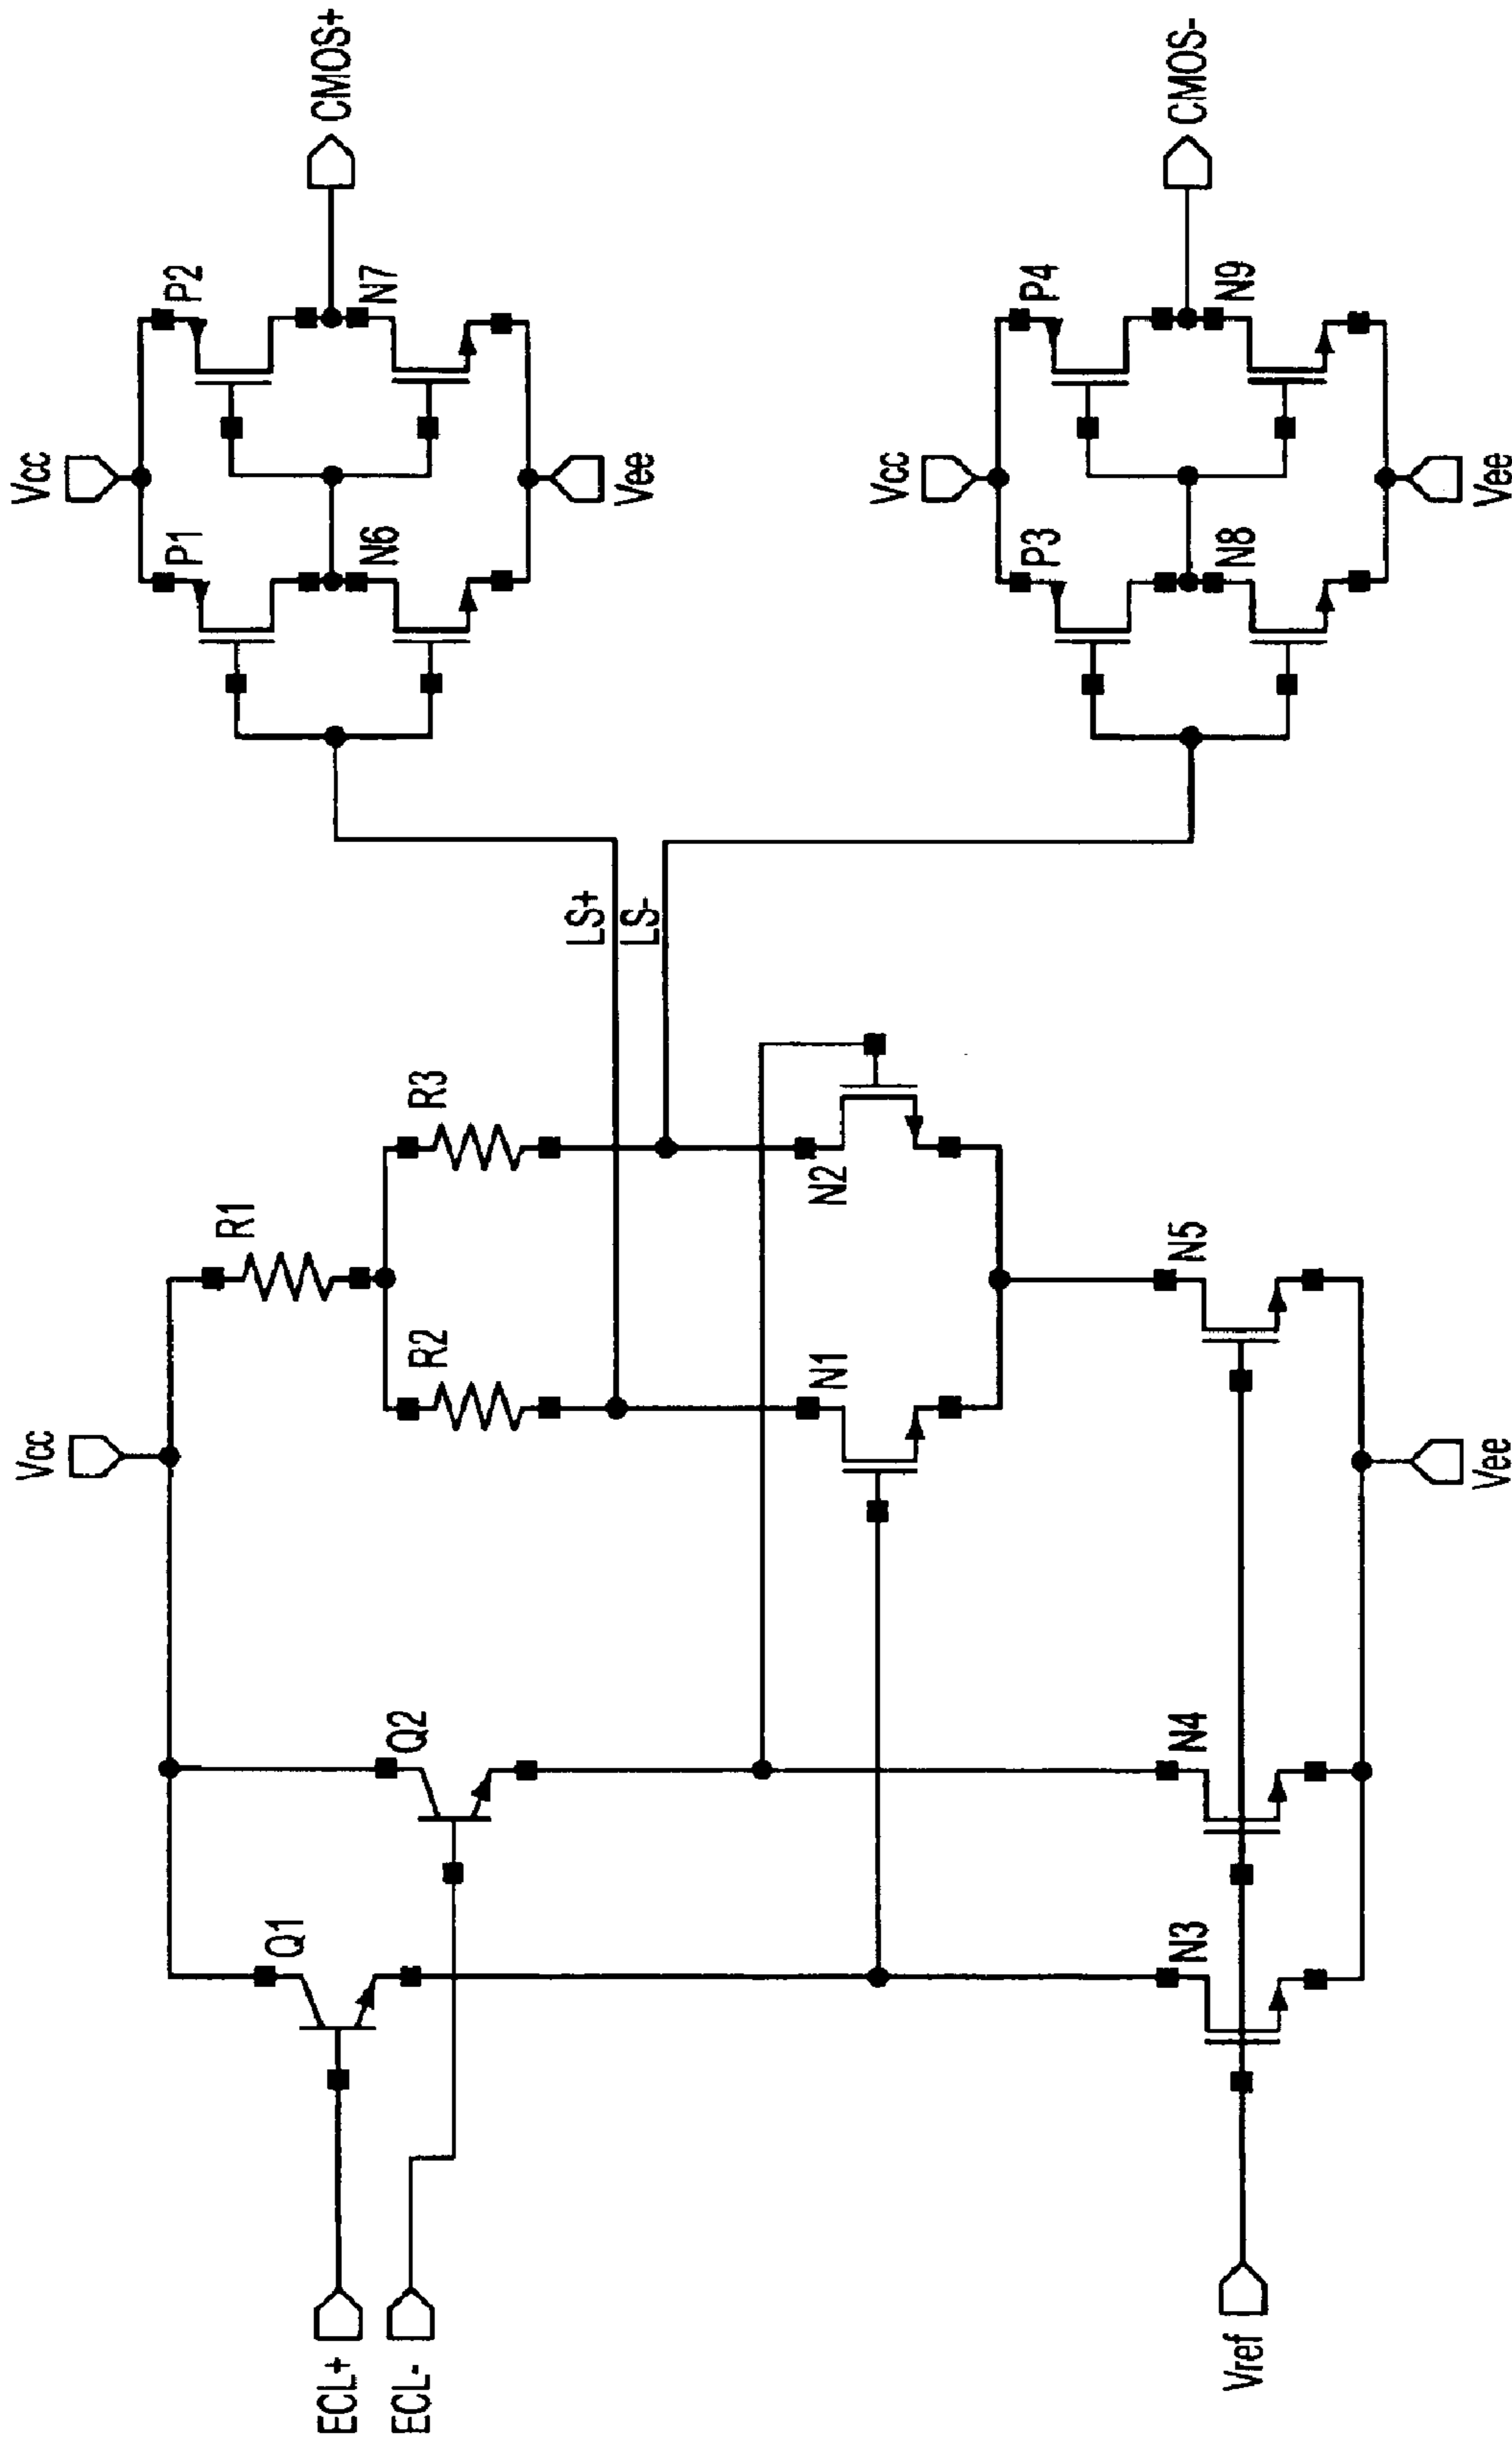 Vcc
Q1
Q2
R1
R2
R3
ECL+
ECL-
N1
N2
N3
N4
N5
Vref
Vee
LS+
LS-
Vcc
P1
P2
N6
N7
CMOS+
Vee
Vcc
P3
P4
N8
N9
CMOS-
Vee